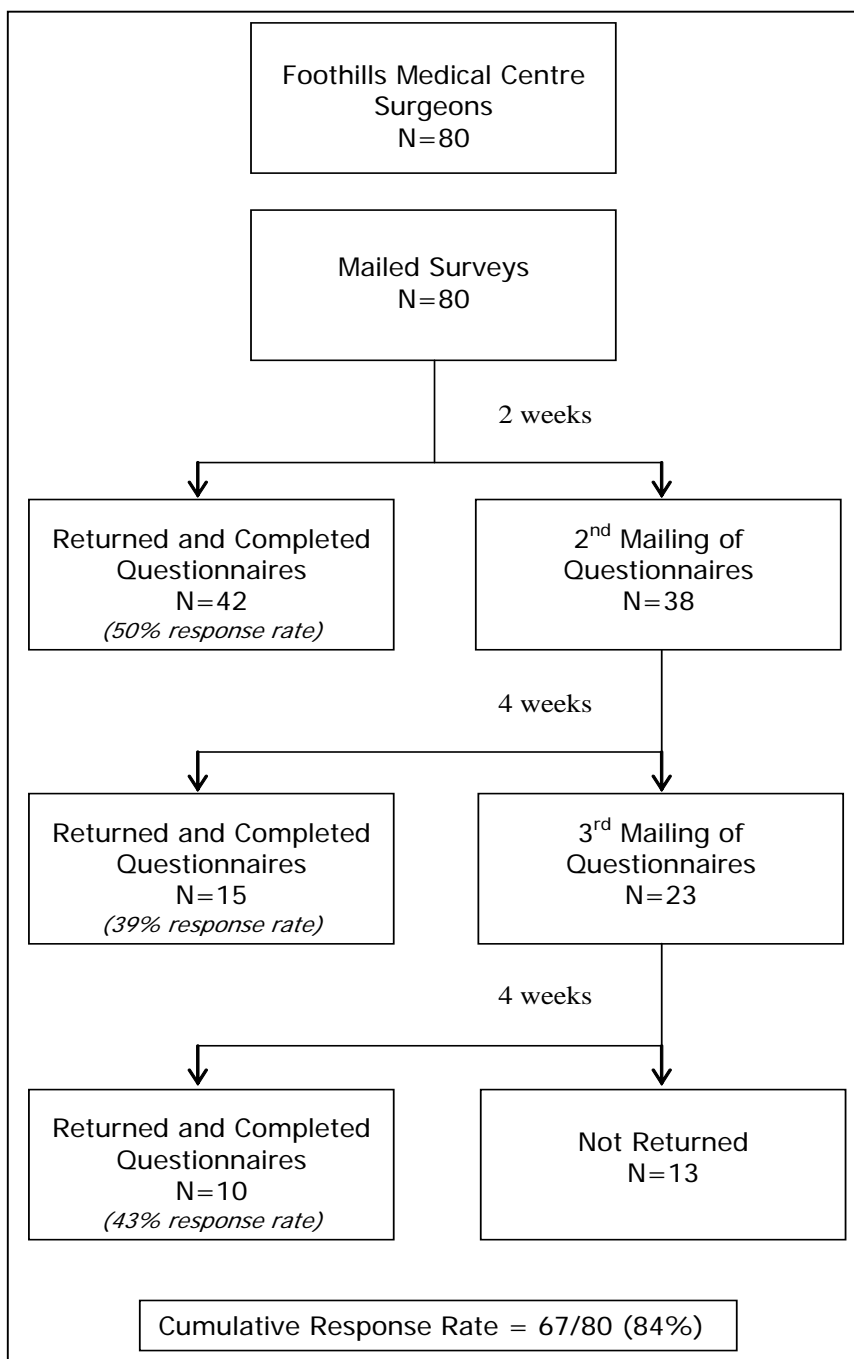 Foothills Medical Centre
Surgeons
N=80
Mailed Surveys
N=80
2 weeks
Returned and Completed
Questionnaires
N=42
(50% response rate)
2nd Mailing of
Questionnaires
N=38
4 weeks
Returned and Completed
Questionnaires
N=15
(39% response rate)
3rd Mailing of
Questionnaires
N=23
4 weeks
Returned and Completed
Questionnaires
N=10
(43% response rate)
Not Returned
N=13
Cumulative Response Rate = 67/80 (84%)